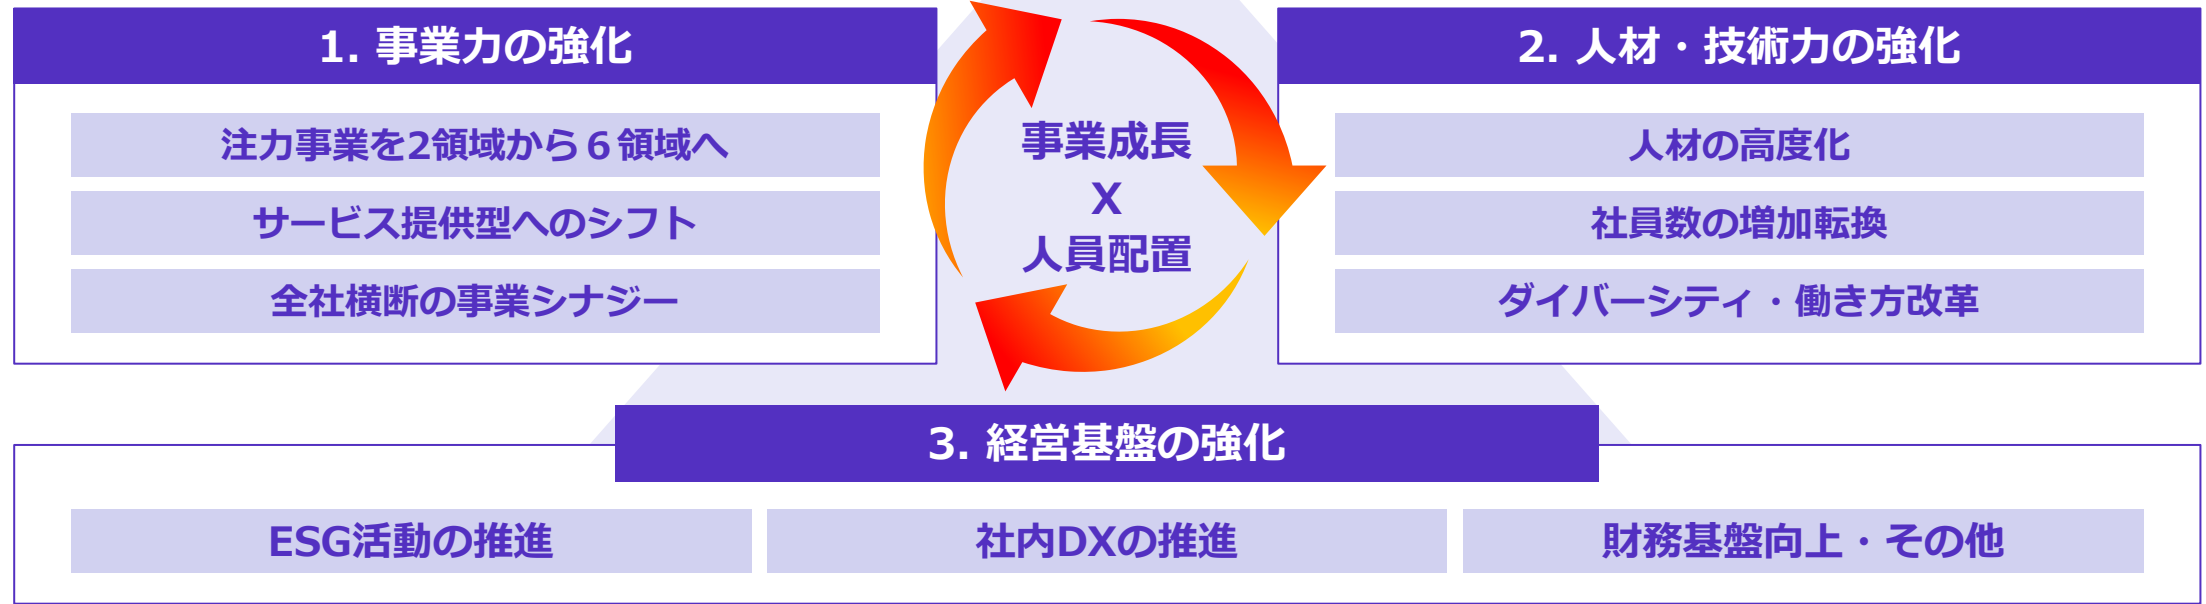 1. 事業力の強化
注力事業を2領域から６領域へ
サービス提供型へのシフト
全社横断の事業シナジー
事業成長
X
人員配置
2. 人材・技術力の強化
人材の高度化
社員数の増加転換
ダイバーシティ・働き方改革
3. 経営基盤の強化
ESG活動の推進
社内DXの推進
財務基盤向上・その他